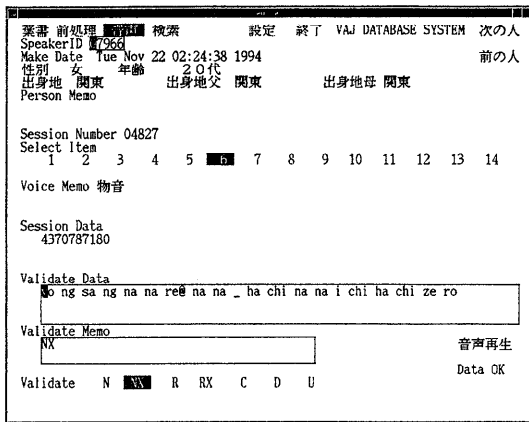 葉書 前処理 検索 設定 終了 VAJ DATABASE SYSTEM 次の人
SpeakerID 7966
Make Date Tue Nov 22 02:24:38 1994 前の人
性別 女 年齢 20代
出身地 関東 出身地父 関東 出身地母 関東
Person Memo
Session Number 04827
Select Item
1 2 3 4 5 6 7 8 9 10 11 12 13 14
Voice Memo 物音
Session Data
4370787180
Validate Data
o ng sa ng na na re@ na na _ ha chi na na i chi ha chi ze ro
Validate Memo
NX 音声再生
Data OK
Validate N NX R RX C D U